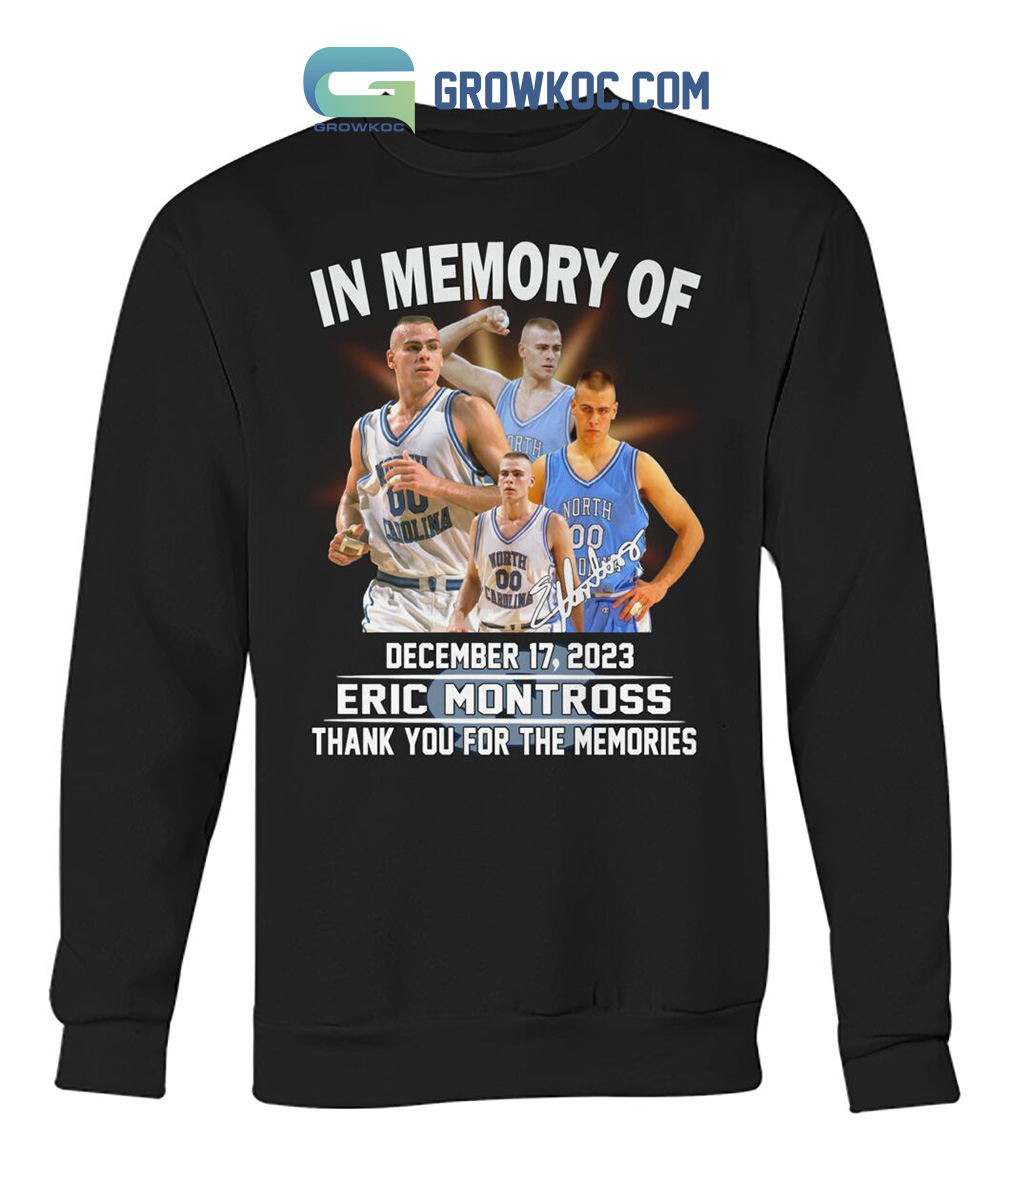 GROWKOC.COM
GROWKOC
IN MEMORY OF
NORTH
00
CAROLINA
NORTH
NORTH
00
NORTH
00
CAROLINA
DECEMBER 17, 2023
ERIC MONTROSS
THANK YOU FOR THE MEMORIES